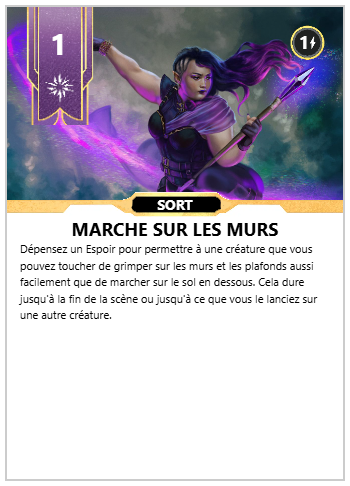 1
1
SORT
MARCHE SUR LES MURS
Dépensez un Espoir pour permettre à une créature que vous
pouvez toucher de grimper sur les murs et les plafonds aussi
facilement que de marcher sur le sol en dessous. Cela dure
jusqu'à la fin de la scène ou jusqu'à ce que vous le lanciez sur
une autre créature.